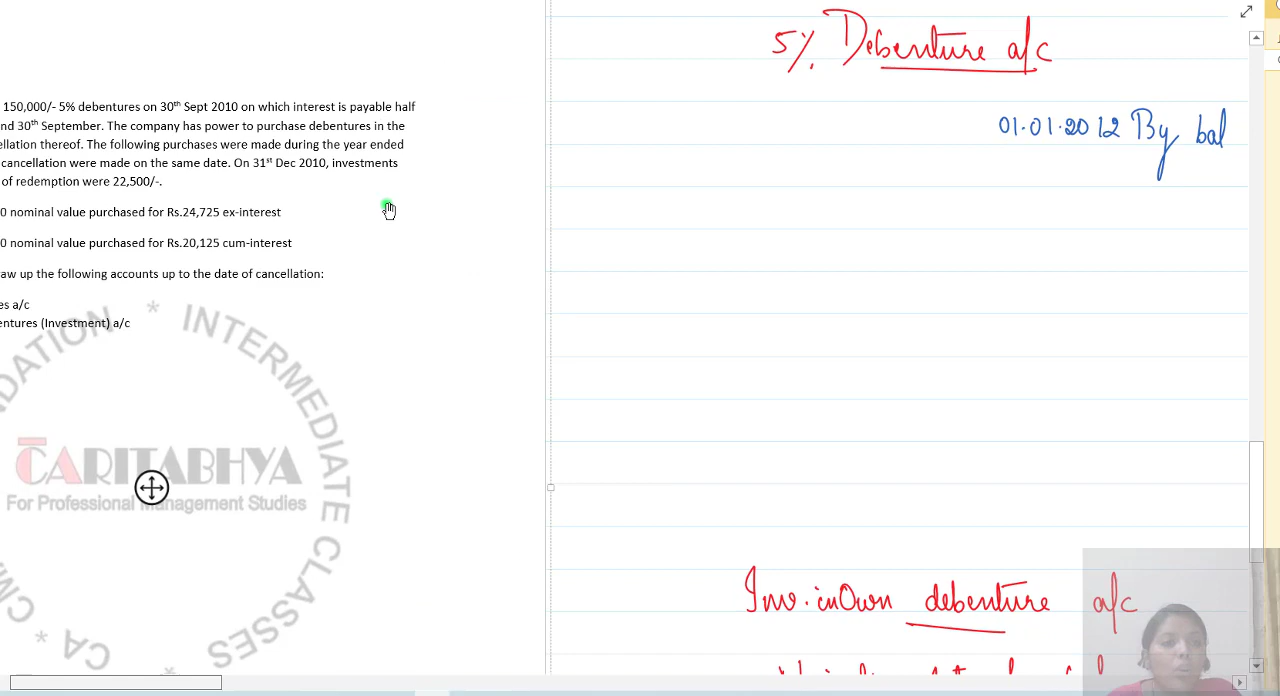 150,000/- 5% debentures on 30th Sept 2010 on which interest is payable half
nd 30th September. The company has power to purchase debentures in the
ellation thereof. The following purchases were made during the year ended
cancellation were made on the same date. On 31st Dec 2010, investments
of redemption were 22,500/-.
0 nominal value purchased for Rs.24,725 ex-interest
0 nominal value purchased for Rs.20,125 cum-interest
aw up the following accounts up to the date of cancellation:
es a/c
entures (Investment) a/c
DATION * INTERMEDIATE CLASSES * CA * CMA
CARITABHYA
For Professional Management Studies
5% Debenture a/c
01.01.2012 By bal
Inv. in Own debenture a/c